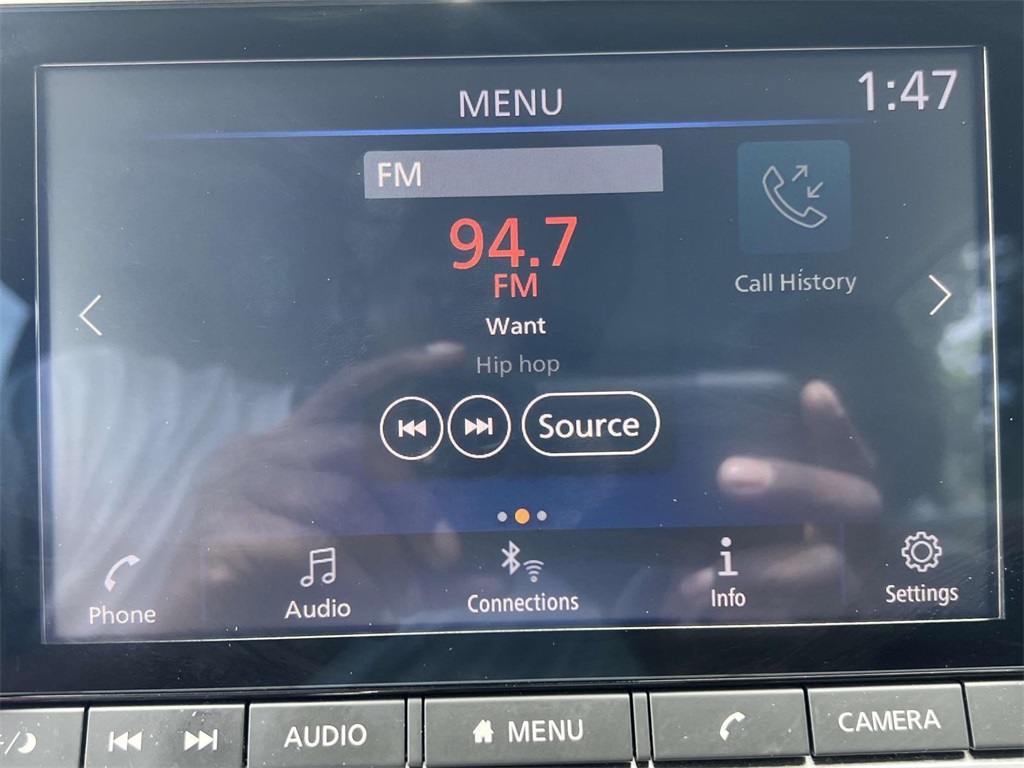 MENU
1:47
FM
94.7
FM
Want
Hip hop
Call History
Source
Phone
Audio
Connections
Info
Settings
AUDIO
MENU
CAMERA